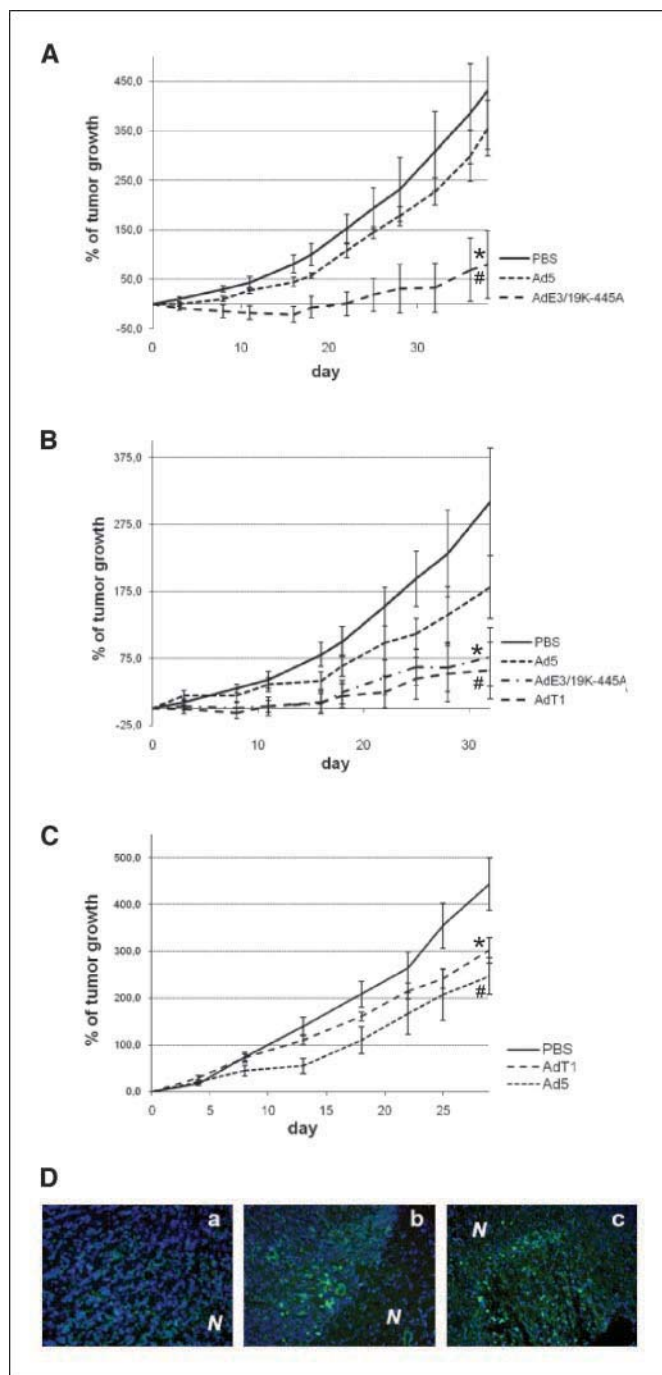 A
% of tumor growth
450,0
350,0
250,0
150,0
50,0
-50,0
0 10 20 30
day
*
#
PBS
Ad5
AdE3/19K-445A
B
% of tumor growth
375,0
275,0
175,0
75,0
-25,0
0 10 20 30
day
*
#
PBS
Ad5
AdE3/19K-445A
AdT1
C
% of tumor growth
500,0
400,0
300,0
200,0
100,0
0,0
0 5 10 15 20 25
day
*
#
PBS
AdT1
Ad5
D
a b c
N N N